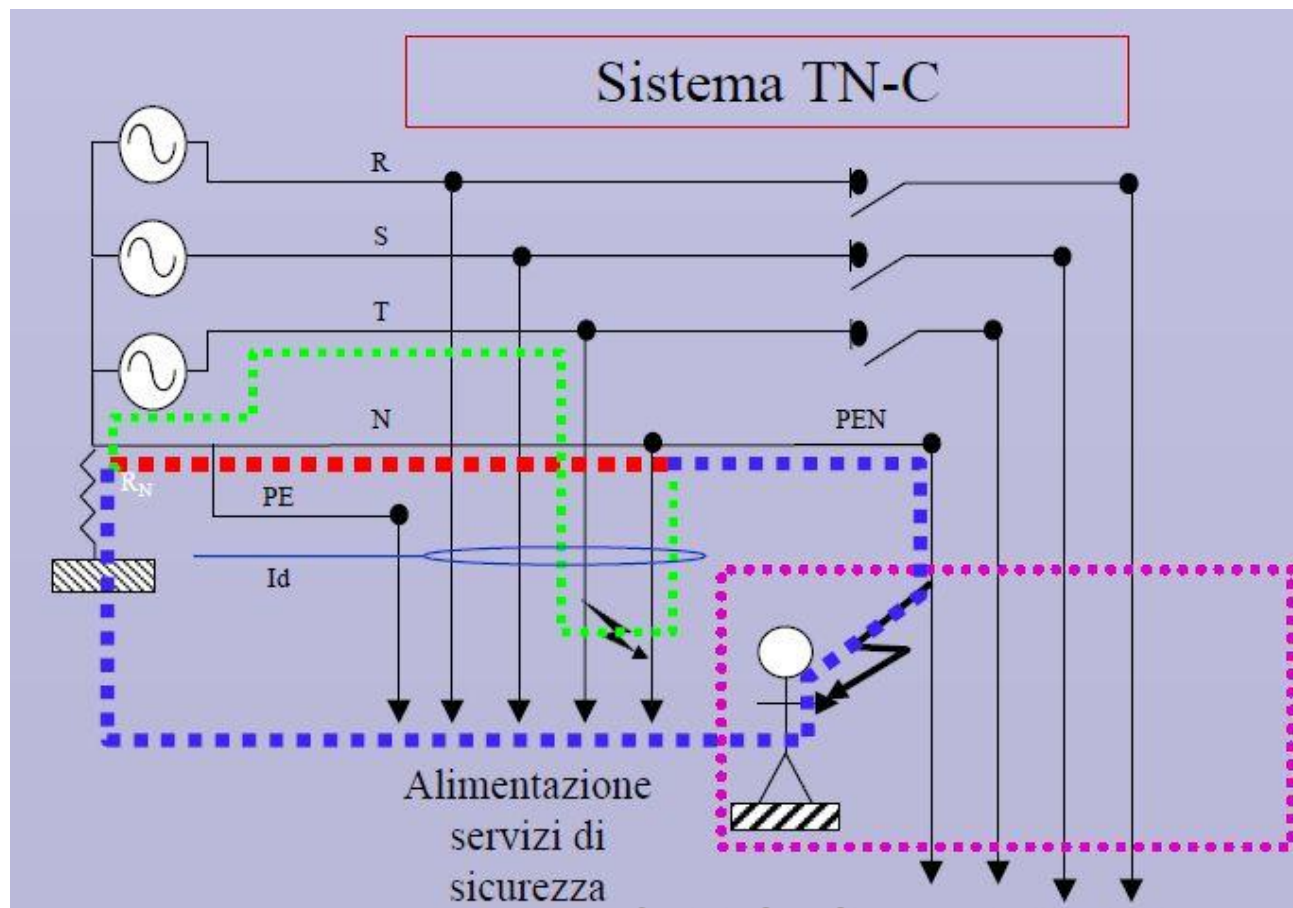 Sistema TN-C
R
S
T
N
PEN
RN
PE
Id
Alimentazione
servizi di
sicurezza